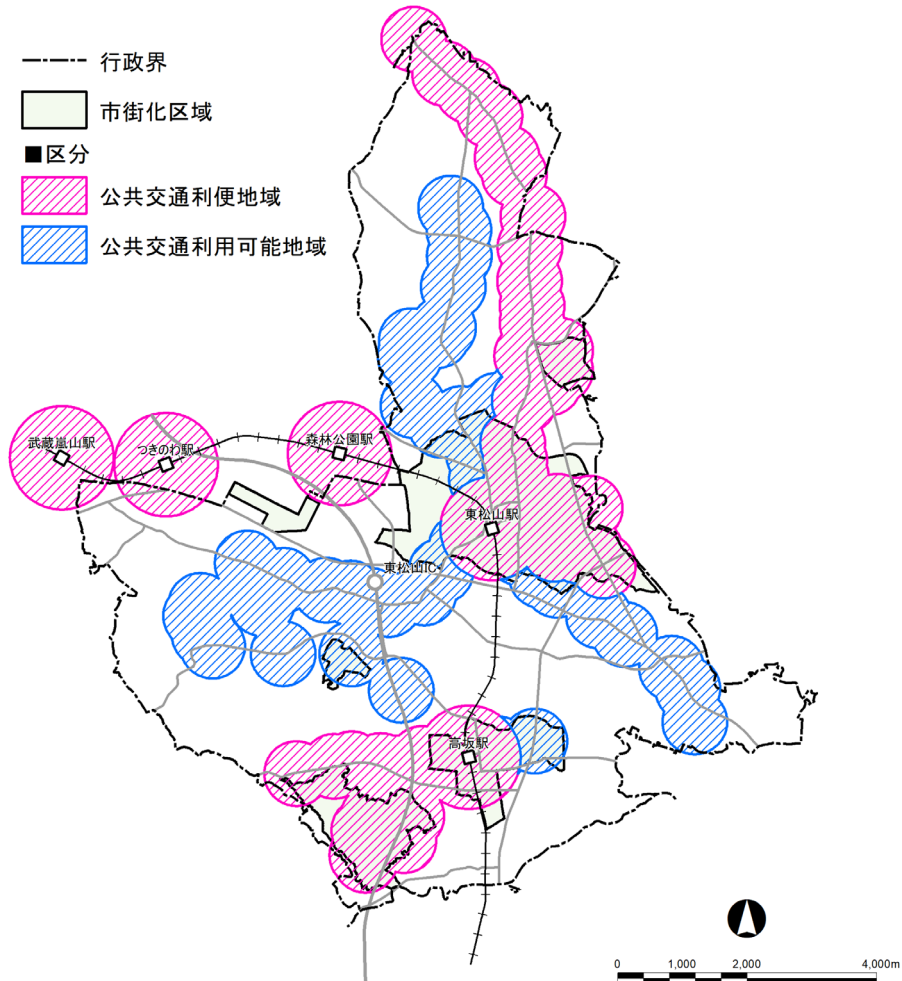 行政界
市街化区域
■区分
公共交通利便地域
公共交通利用可能地域
武蔵嵐山駅
つきのわ駅
森林公園駅
東松山駅
東松山IC
高坂駅
0 1,000 2,000 4,000m